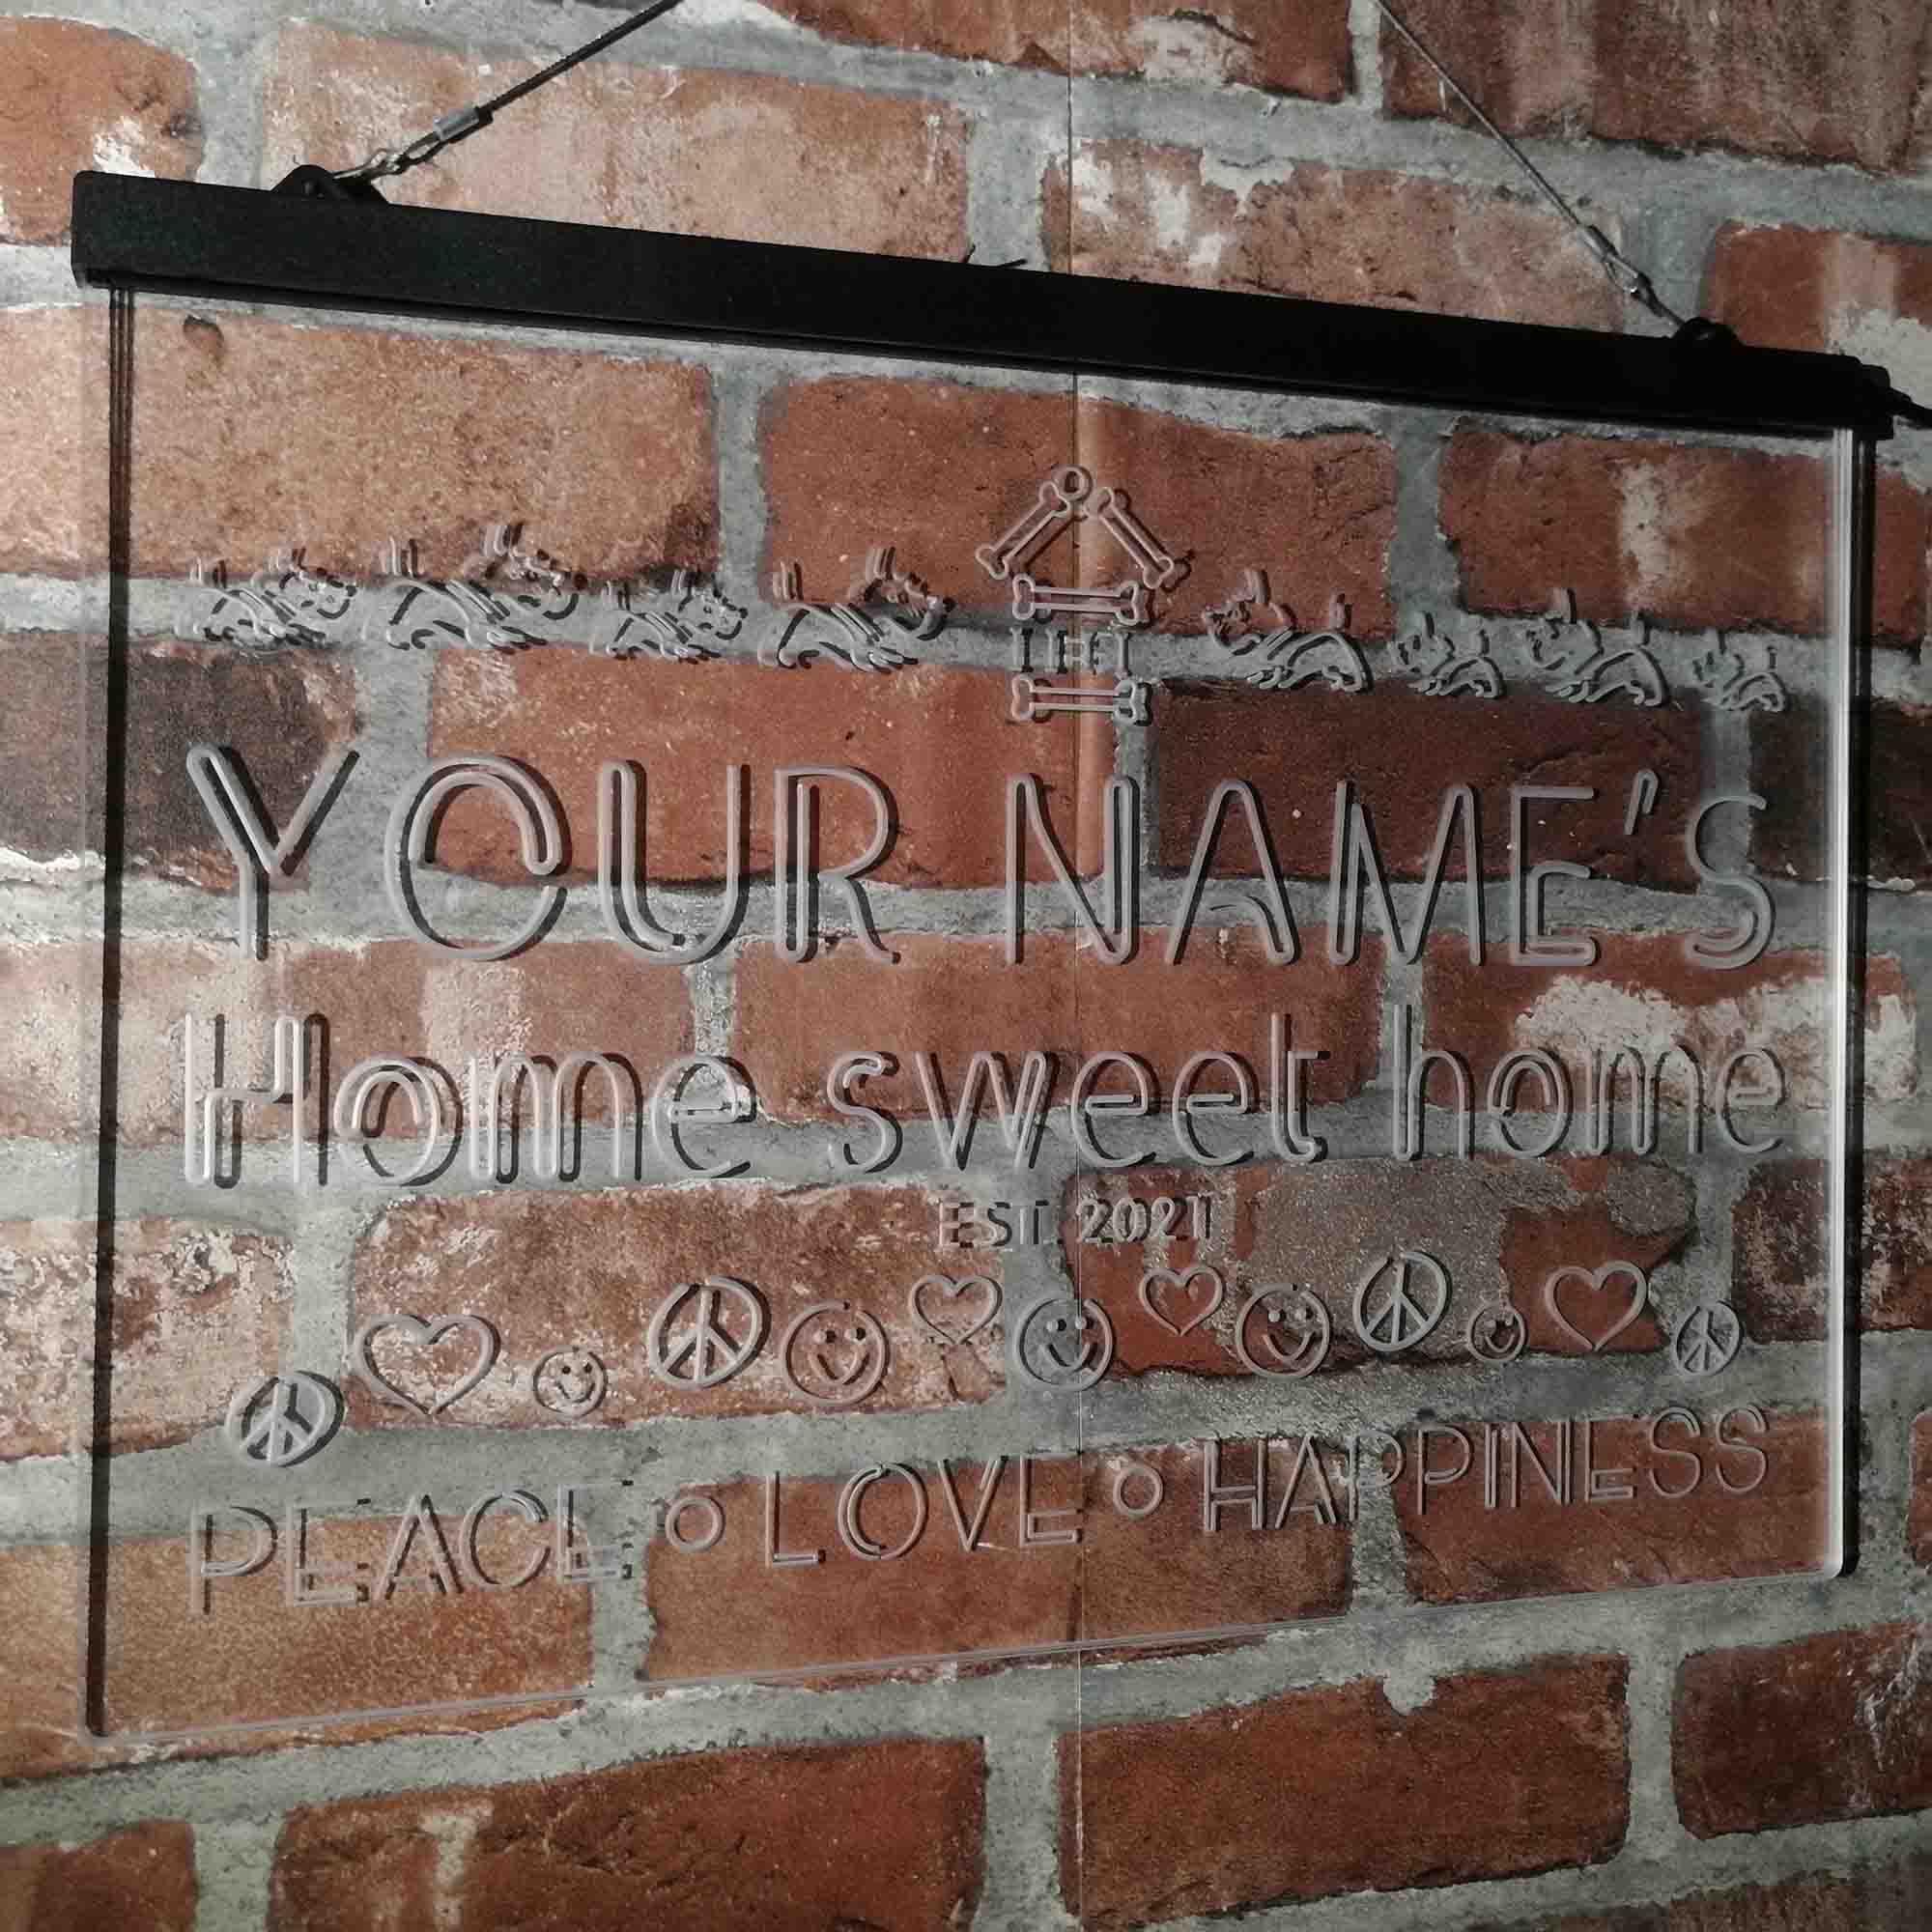 YOUR NAME'S
Home sweet home
EST. 2021
PEACE o LOVE o HAPPINESS